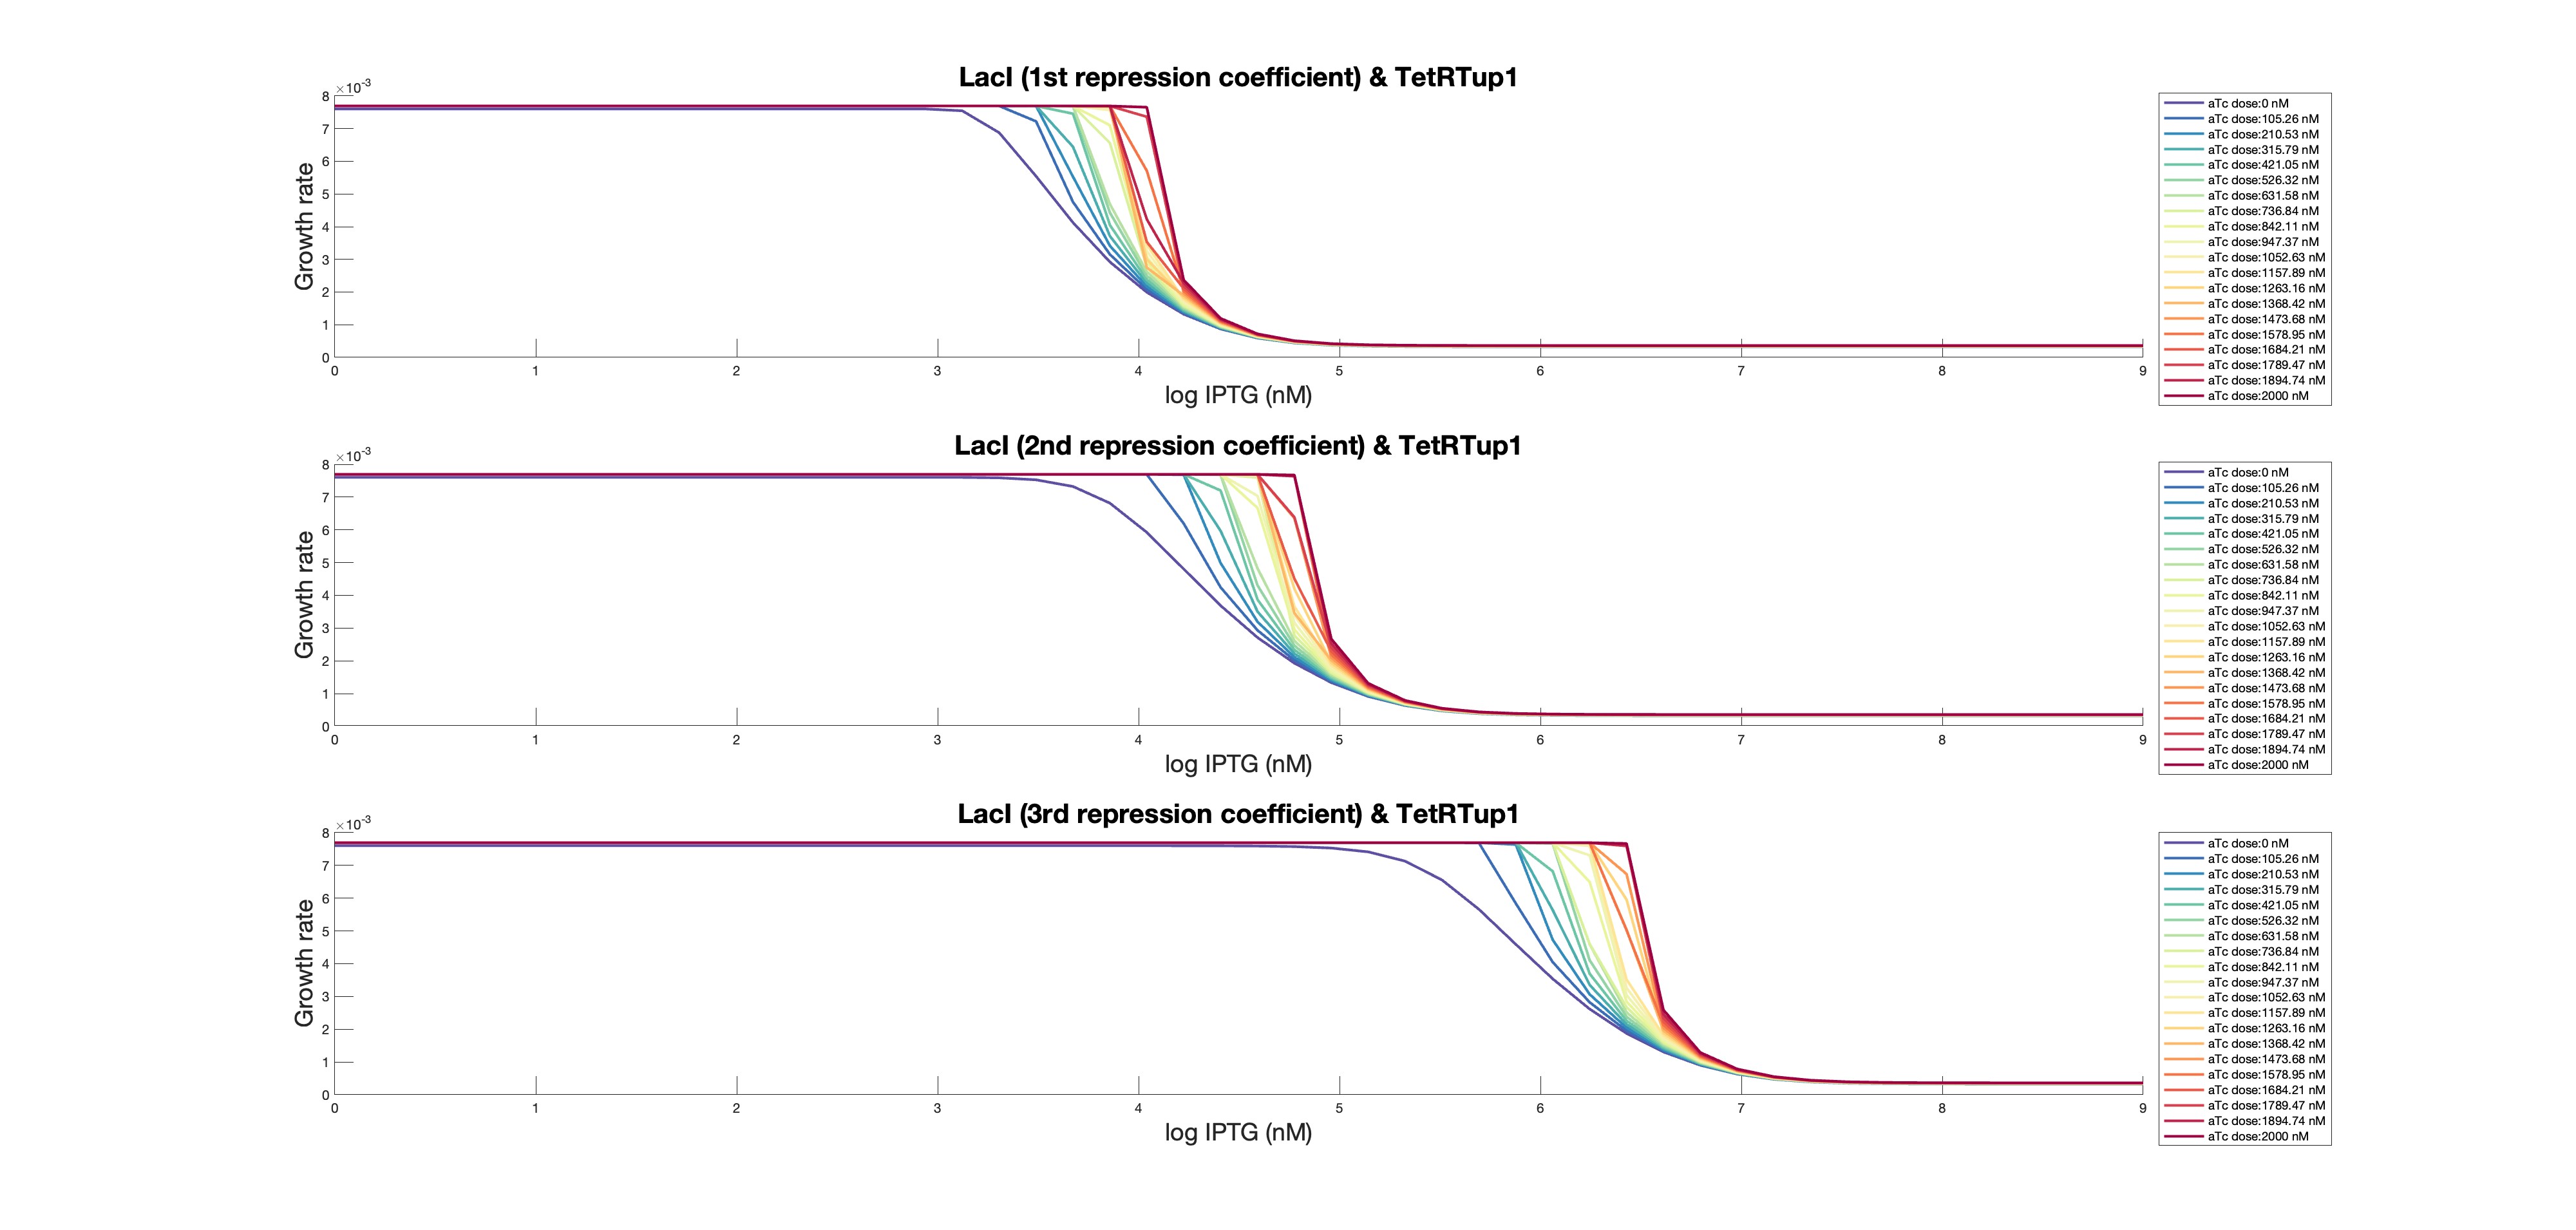 LacI (1st repression coefficient) & TetRTup1
×10-3
8
7
6
5
4
3
2
1
0
Growth rate
0 1 2 3 4 5 6 7 8 9
log IPTG (nM)
aTc dose:0 nM
aTc dose:105.26 nM
aTc dose:210.53 nM
aTc dose:315.79 nM
aTc dose:421.05 nM
aTc dose:526.32 nM
aTc dose:631.58 nM
aTc dose:736.84 nM
aTc dose:842.11 nM
aTc dose:947.37 nM
aTc dose:1052.63 nM
aTc dose:1157.89 nM
aTc dose:1263.16 nM
aTc dose:1368.42 nM
aTc dose:1473.68 nM
aTc dose:1578.95 nM
aTc dose:1684.21 nM
aTc dose:1789.47 nM
aTc dose:1894.74 nM
aTc dose:2000 nM
LacI (2nd repression coefficient) & TetRTup1
×10-3
8
7
6
5
4
3
2
1
0
Growth rate
0 1 2 3 4 5 6 7 8 9
log IPTG (nM)
aTc dose:0 nM
aTc dose:105.26 nM
aTc dose:210.53 nM
aTc dose:315.79 nM
aTc dose:421.05 nM
aTc dose:526.32 nM
aTc dose:631.58 nM
aTc dose:736.84 nM
aTc dose:842.11 nM
aTc dose:947.37 nM
aTc dose:1052.63 nM
aTc dose:1157.89 nM
aTc dose:1263.16 nM
aTc dose:1368.42 nM
aTc dose:1473.68 nM
aTc dose:1578.95 nM
aTc dose:1684.21 nM
aTc dose:1789.47 nM
aTc dose:1894.74 nM
aTc dose:2000 nM
LacI (3rd repression coefficient) & TetRTup1
×10-3
8
7
6
5
4
3
2
1
0
Growth rate
0 1 2 3 4 5 6 7 8 9
log IPTG (nM)
aTc dose:0 nM
aTc dose:105.26 nM
aTc dose:210.53 nM
aTc dose:315.79 nM
aTc dose:421.05 nM
aTc dose:526.32 nM
aTc dose:631.58 nM
aTc dose:736.84 nM
aTc dose:842.11 nM
aTc dose:947.37 nM
aTc dose:1052.63 nM
aTc dose:1157.89 nM
aTc dose:1263.16 nM
aTc dose:1368.42 nM
aTc dose:1473.68 nM
aTc dose:1578.95 nM
aTc dose:1684.21 nM
aTc dose:1789.47 nM
aTc dose:1894.74 nM
aTc dose:2000 nM